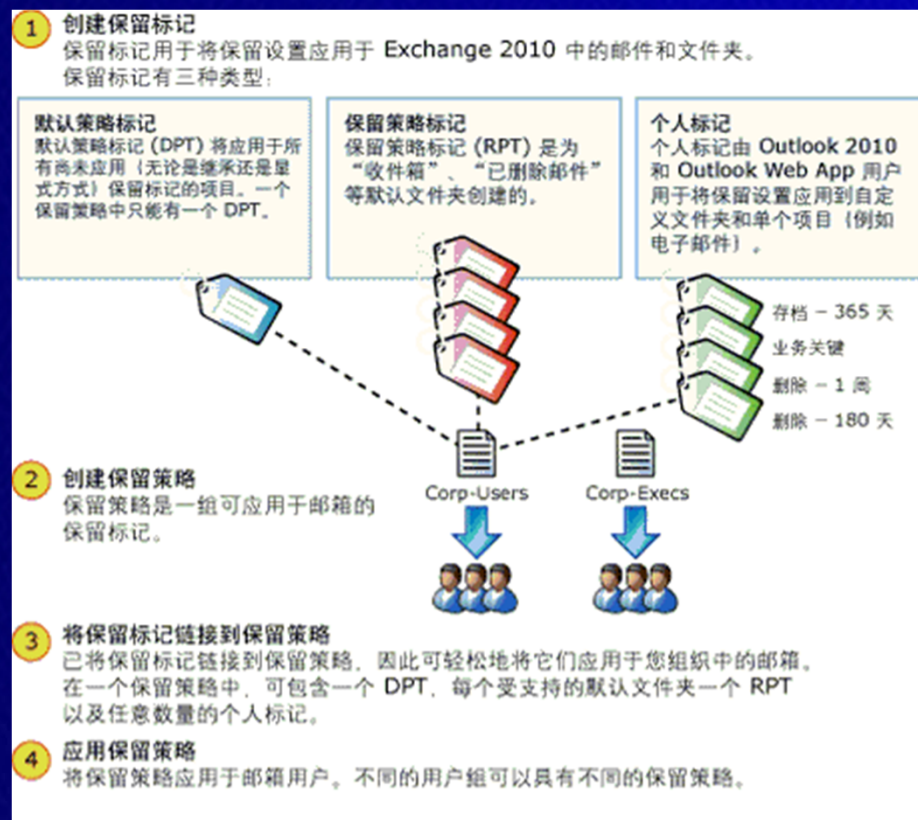 1 创建保留标记
保留标记用于将保留设置应用于 Exchange 2010 中的邮件和文件夹。
保留标记有三种类型:
默认策略标记
默认策略标记 (DPT) 将应用于所
有尚未应用 (无论是继承还是显
式方式) 保留标记的项目。一个
保留策略中只能有一个 DPT。
保留策略标记
保留策略标记 (RPT) 是为
“收件箱”、“已删除邮件”
等默认文件夹创建的。
个人标记
个人标记由 Outlook 2010
和 Outlook Web App 用户
用于将保留设置应用到自定
义文件夹和单个项目 (例如
电子邮件) 。
存档 – 365 天
业务关键
删除 – 1 周
删除 – 180 天
2 创建保留策略
保留策略是一组可应用于邮箱的
保留标记。
Corp-Users
Corp-Execs
3 将保留标记链接到保留策略
已将保留标记链接到保留策略，因此可轻松地将它们应用于您组织中的邮箱。
在一个保留策略中，可包含一个 DPT，每个受支持的默认文件夹一个 RPT
以及任意数量的个人标记。
4 应用保留策略
将保留策略应用于邮箱用户。不同的用户组可以具有不同的保留策略。